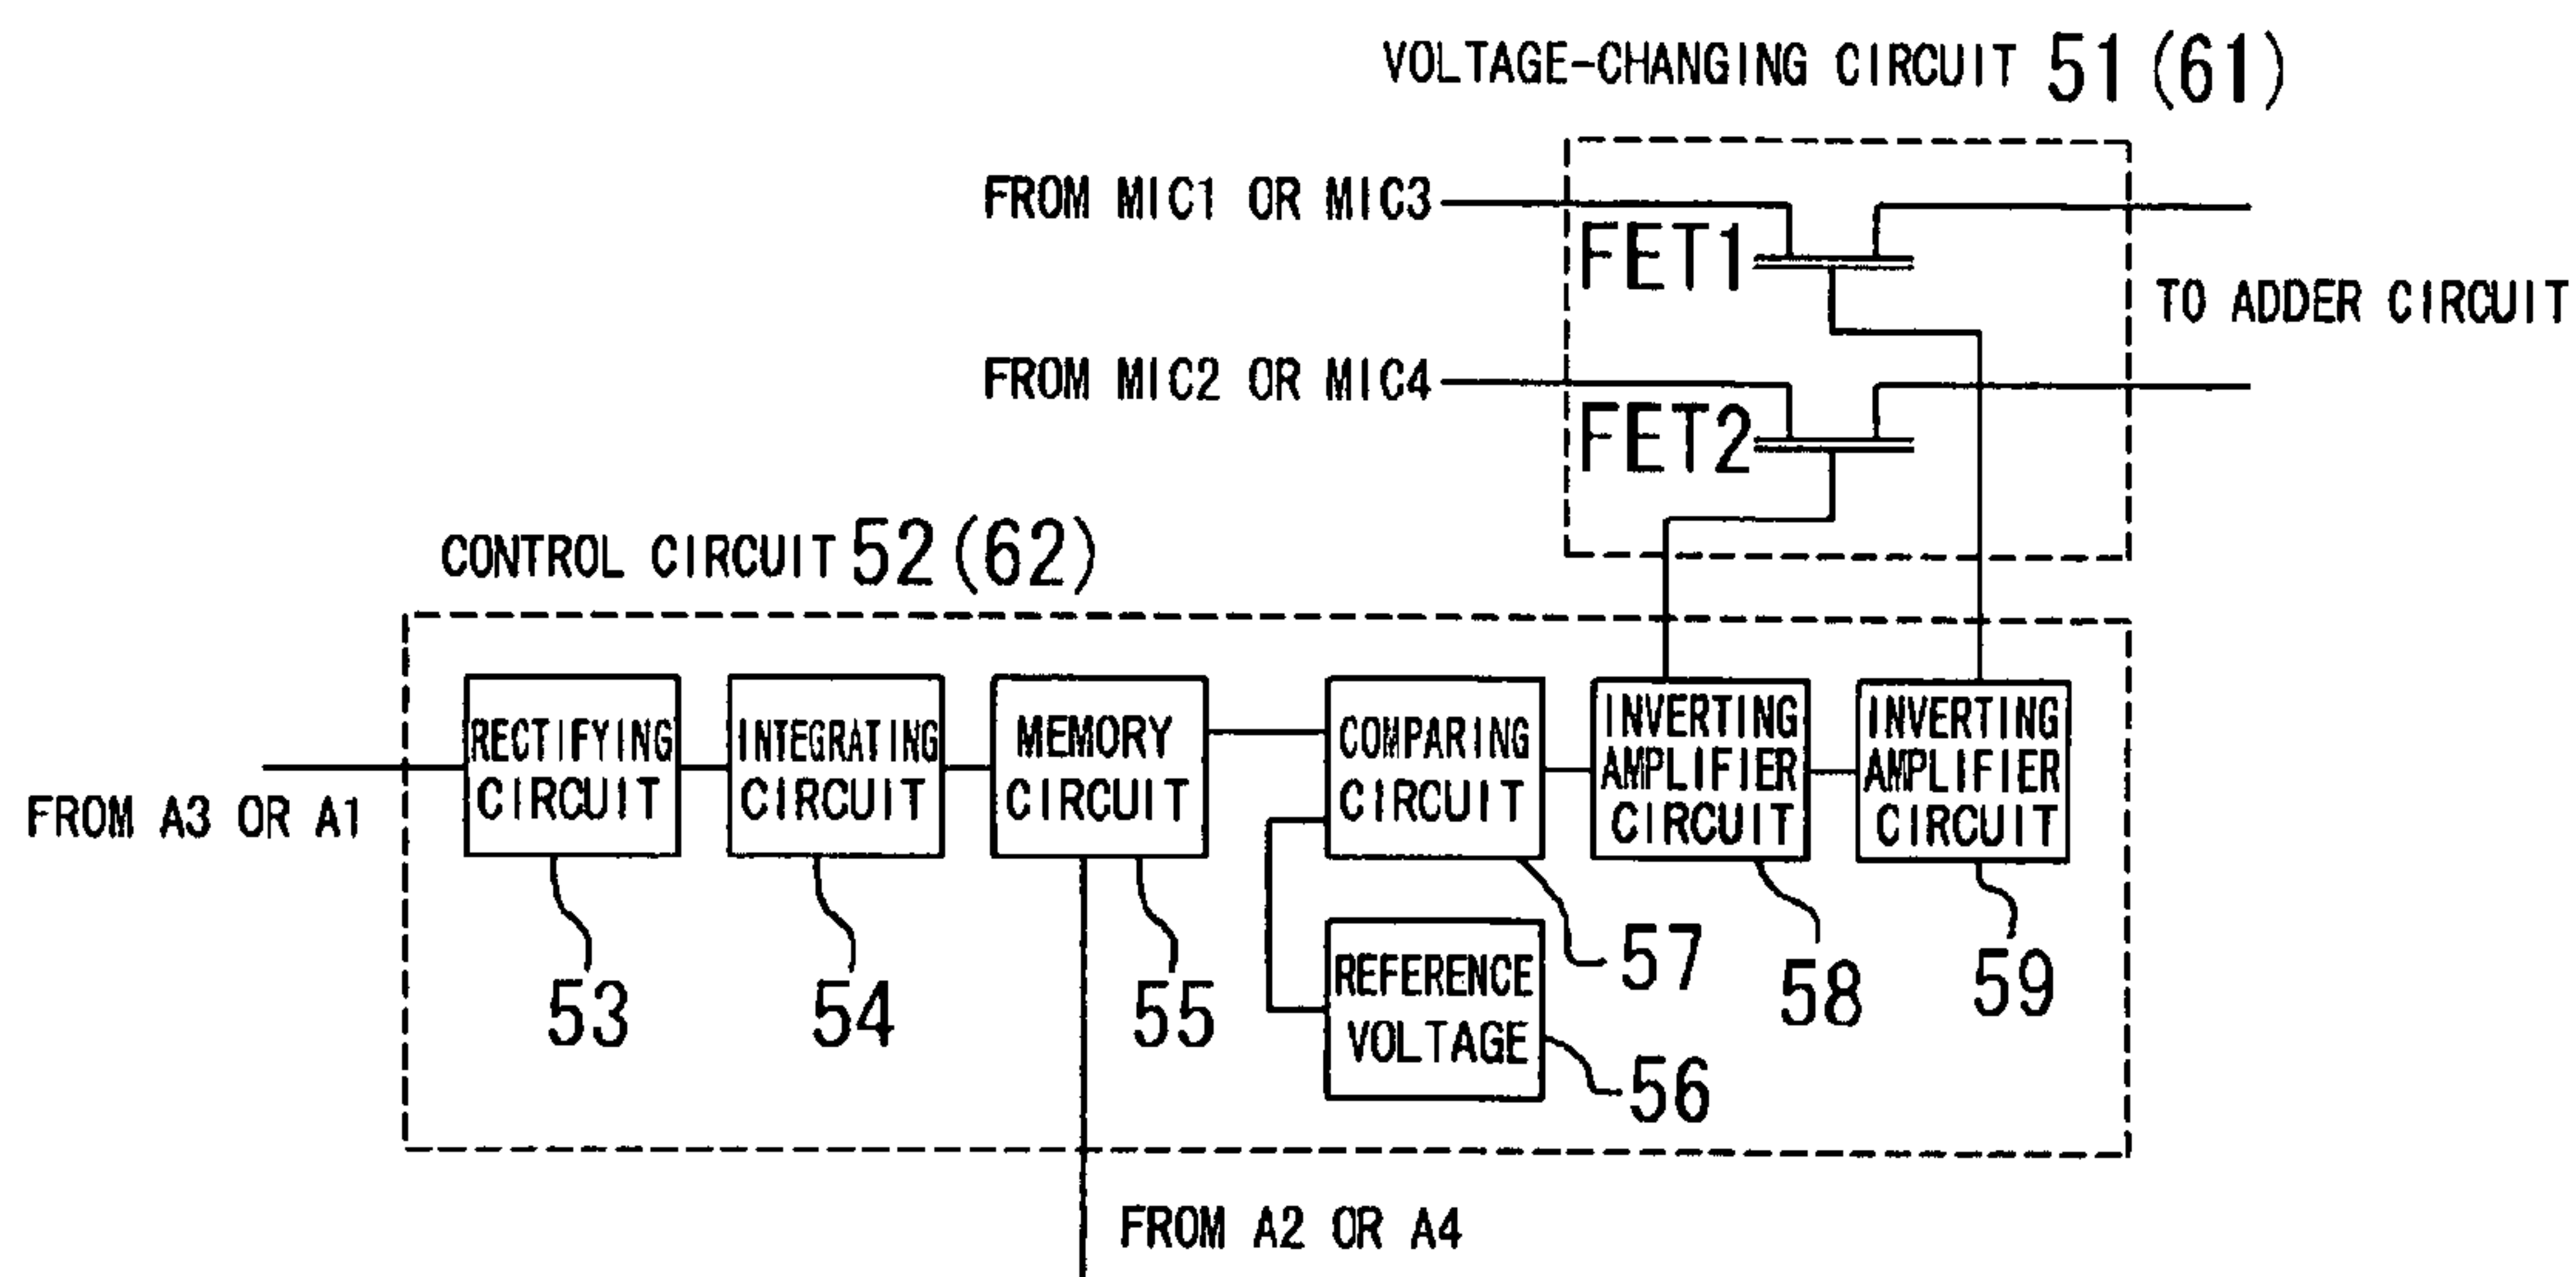 VOLTAGE-CHANGING CIRCUIT 51 (61)
FROM MIC1 OR MIC3
FET1
TO ADDER CIRCUIT
FROM MIC2 OR MIC4
FET2
CONTROL CIRCUIT 52 (62)
RECTIFYING
CIRCUIT
INTEGRATING
CIRCUIT
MEMORY
CIRCUIT
COMPARING
CIRCUIT
INVERTING
AMPLIFIER
CIRCUIT
INVERTING
AMPLIFIER
CIRCUIT
FROM A3 OR A1
53
54
55
57
58
59
REFERENCE
VOLTAGE
56
FROM A2 OR A4